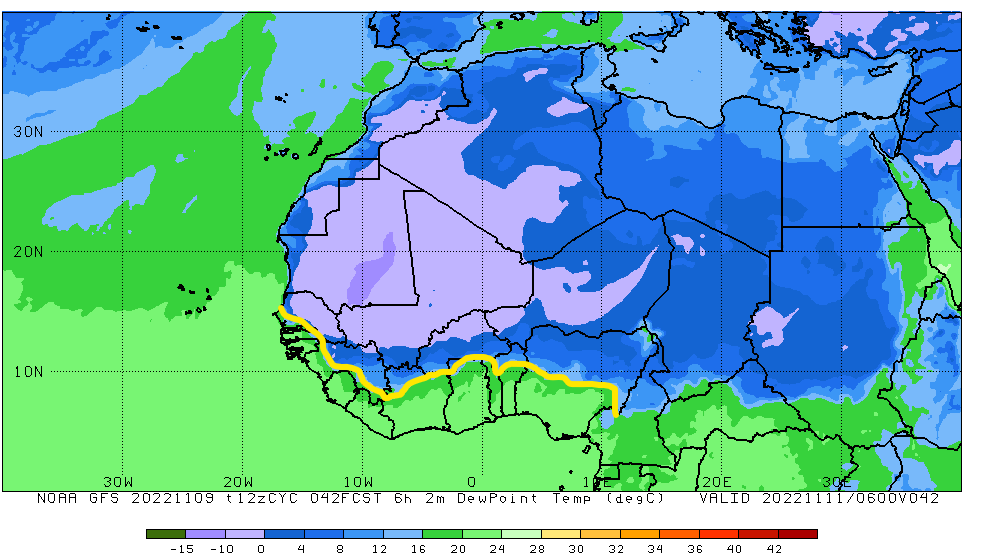 30N
20N
10N
30W 20W 10W 0 10E 20E 30E
NOAA GFS 20221109 t12zCYC 042FCST 6h 2m DewPoint Temp (degC) VALID 20221111/0600V042
-15 -10 0 4 8 12 16 20 24 28 30 32 34 36 40 42